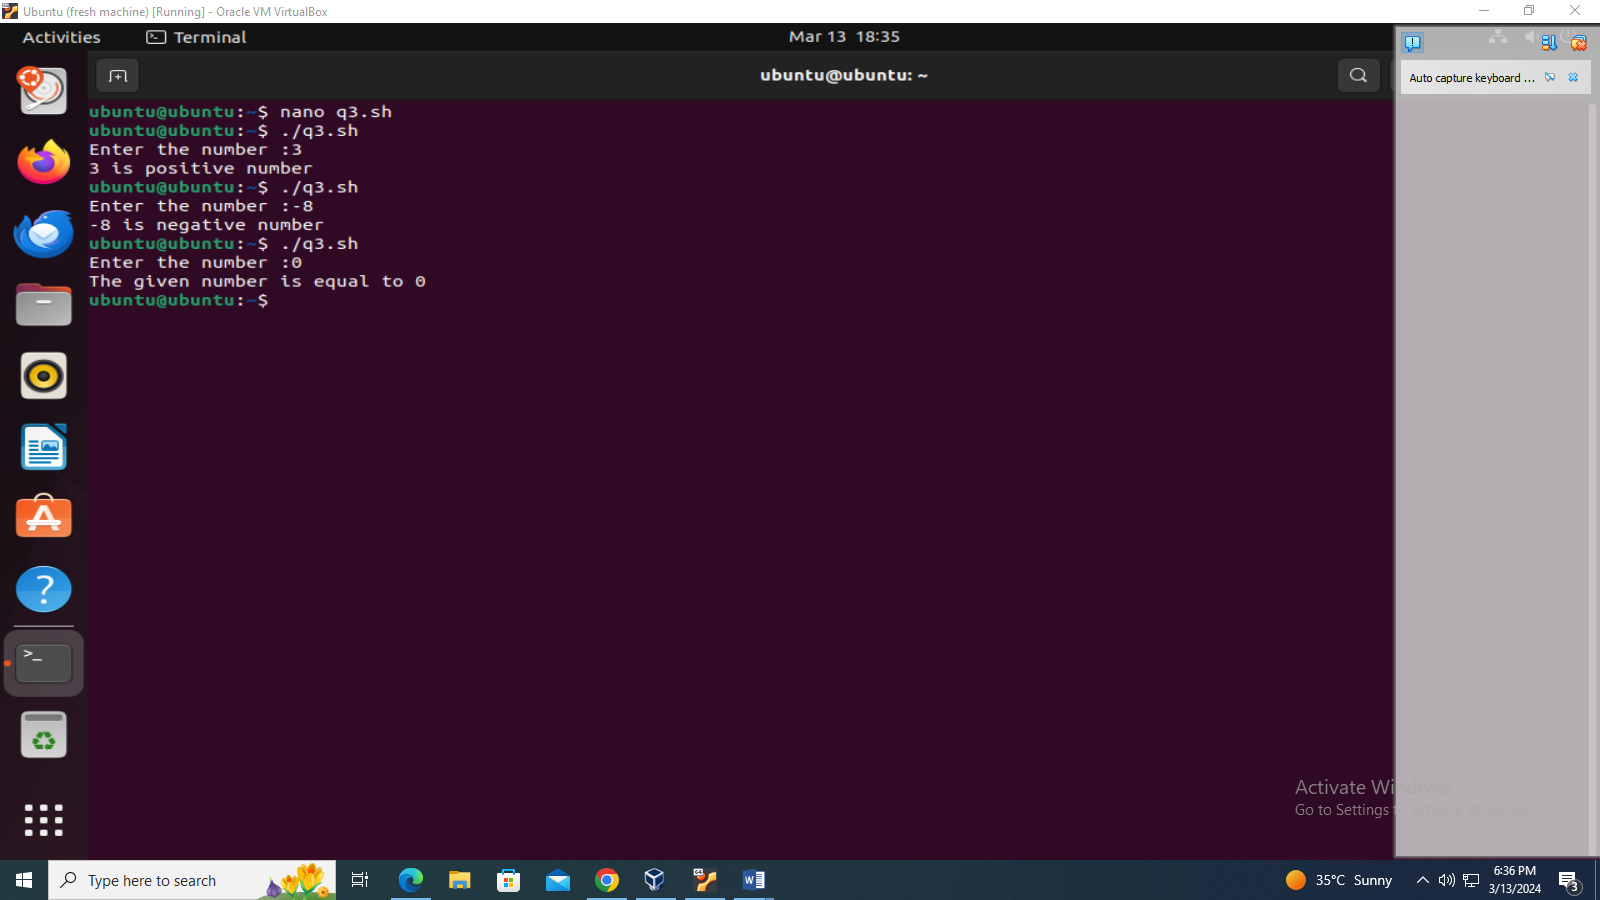 Ubuntu (fresh machine) [Running] - Oracle VM VirtualBox
Activities
Terminal
Mar 13 18:35
ubuntu@ubuntu: ~
Auto capture keyboard ...
ubuntu@ubuntu:~$ nano q3.sh
ubuntu@ubuntu:~$ ./q3.sh
Enter the number :3
3 is positive number
ubuntu@ubuntu:~$ ./q3.sh
Enter the number :-8
-8 is negative number
ubuntu@ubuntu:~$ ./q3.sh
Enter the number :0
The given number is equal to 0
ubuntu@ubuntu:~$
Activate Windows
Go to Settings to activate Windows.
Type here to search
35°C Sunny
6:36 PM
3/13/2024
3